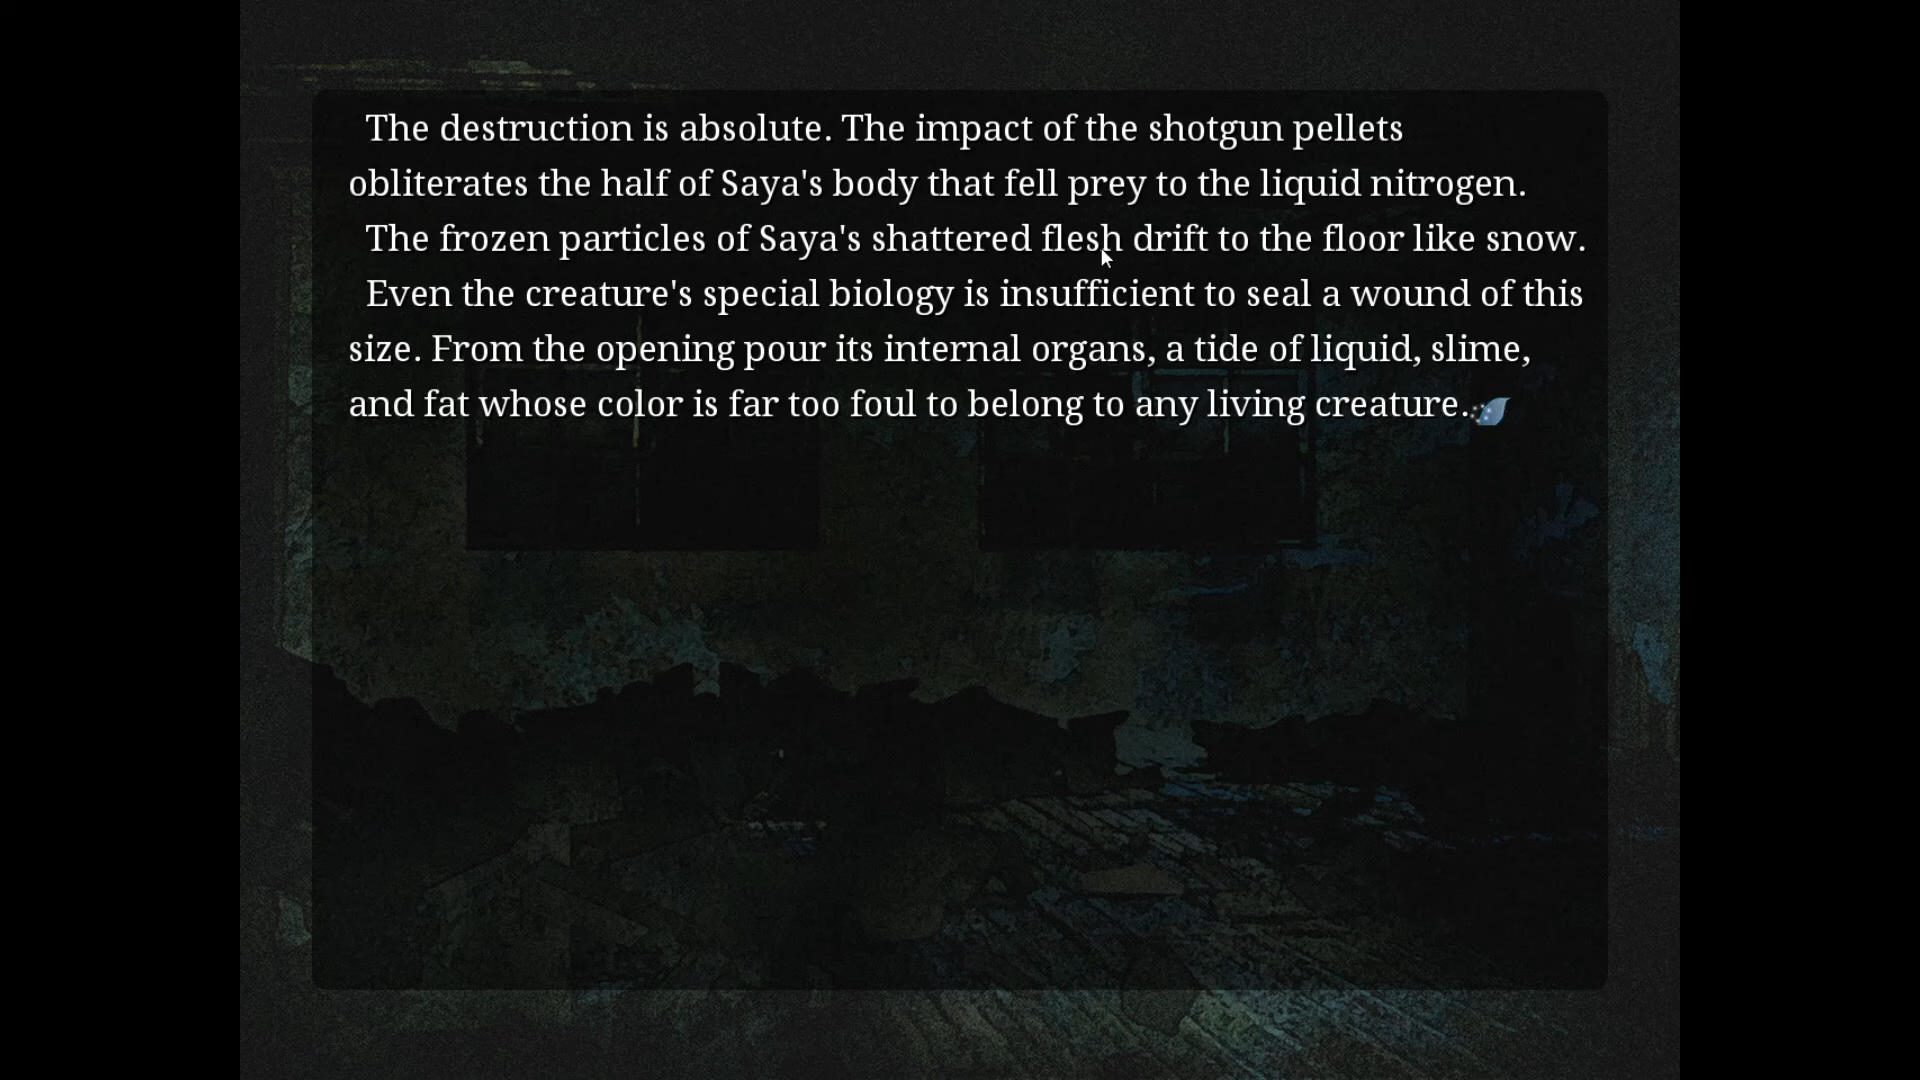 The destruction is absolute. The impact of the shotgun pellets
obliterates the half of Saya's body that fell prey to the liquid nitrogen.
The frozen particles of Saya's shattered flesh drift to the floor like snow.
Even the creature's special biology is insufficient to seal a wound of this
size. From the opening pour its internal organs, a tide of liquid, slime,
and fat whose color is far too foul to belong to any living creature.